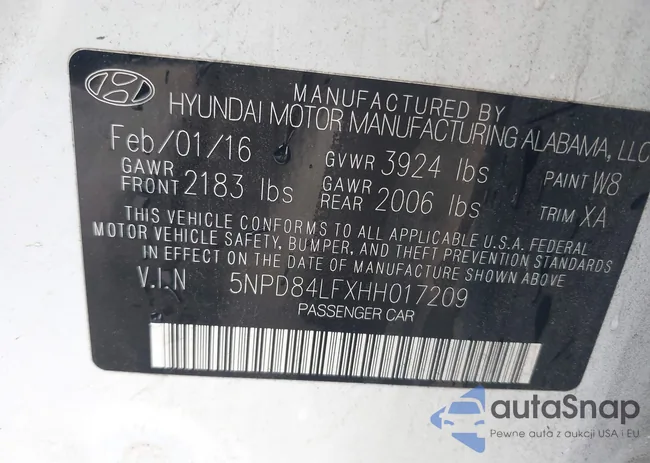 MANUFACTURED BY
HYUNDAI MOTOR MANUFACTURING ALABAMA, LLC
Feb/01/16 GVWR 3924 lbs PAINT W8
GAWR FRONT 2183 lbs GAWR REAR 2006 lbs TRIM XA
THIS VEHICLE CONFORMS TO ALL APPLICABLE U.S.A. FEDERAL
MOTOR VEHICLE SAFETY, BUMPER, AND THEFT PREVENTION STANDARDS
IN EFFECT ON THE DATE OF MANUFACTURE SHOWN ABOVE
V.I.N 5NPD84LFXHH017209
PASSENGER CAR
autaSnap
Pewne auta z aukcji USA i EU